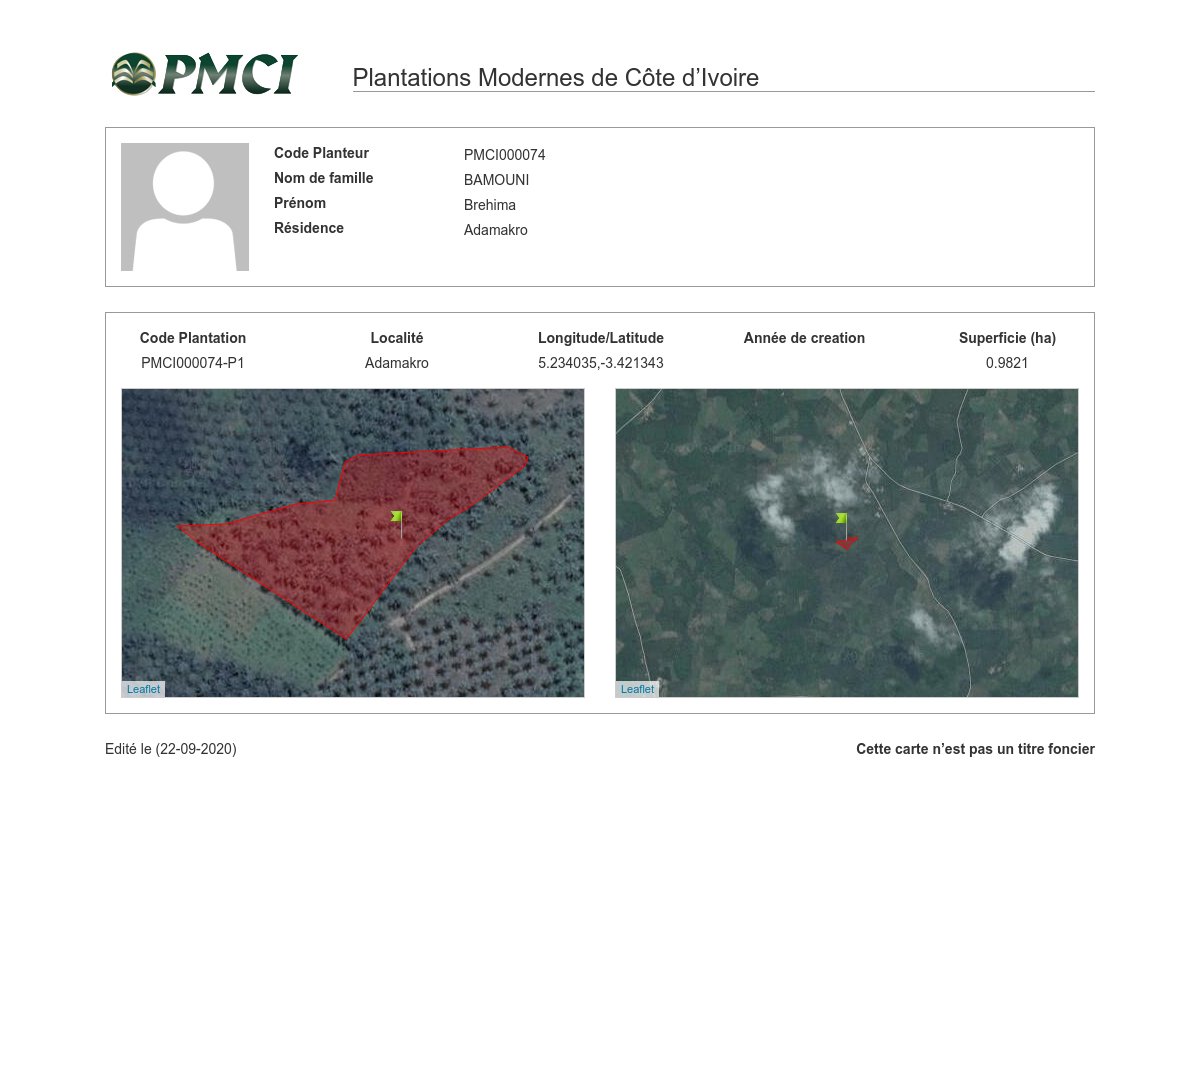 PMCI
Plantations Modernes de Côte d’Ivoire
Code Planteur PMCI000074
Nom de famille BAMOUNI
Prénom Brehima
Résidence Adamakro
Code Plantation Localité Longitude/Latitude Année de creation Superficie (ha)
PMCI000074-P1 Adamakro 5.234035,-3.421343 0.9821
Leaflet Leaflet
Edité le (22-09-2020) Cette carte n’est pas un titre foncier